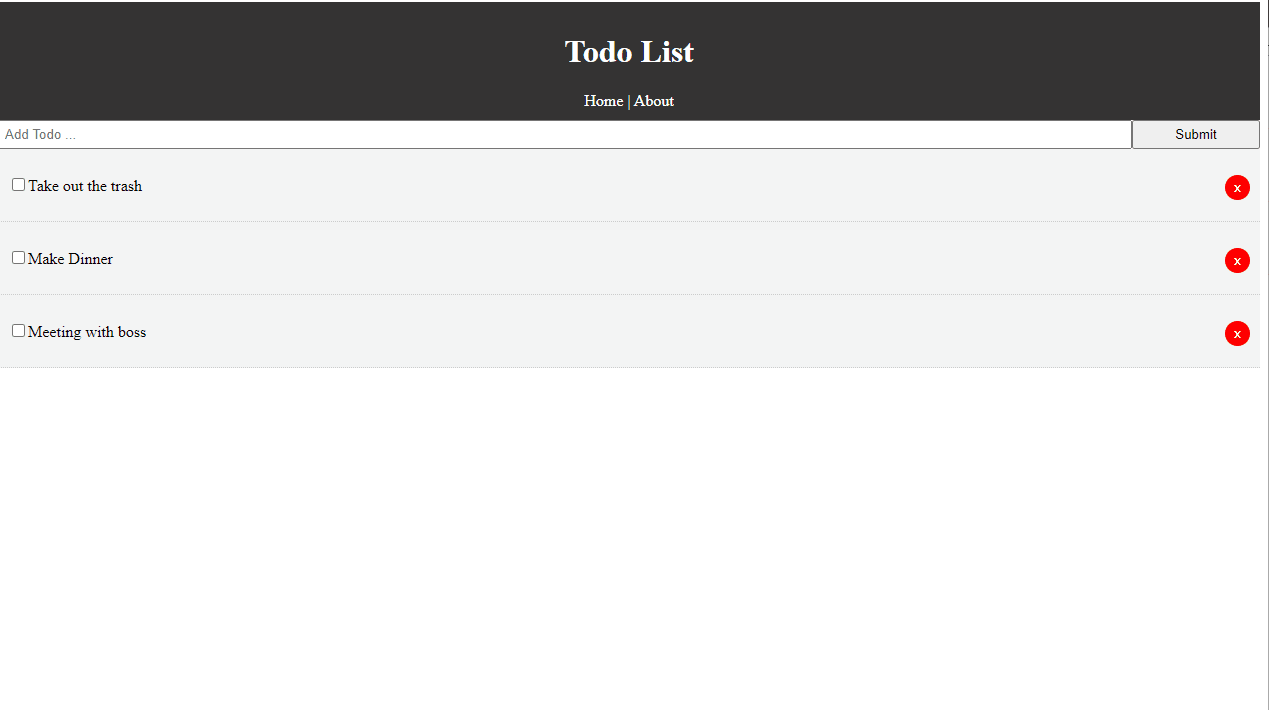 Todo List
Home | About
Add Todo ...
Submit
Take out the trash
x
Make Dinner
x
Meeting with boss
x